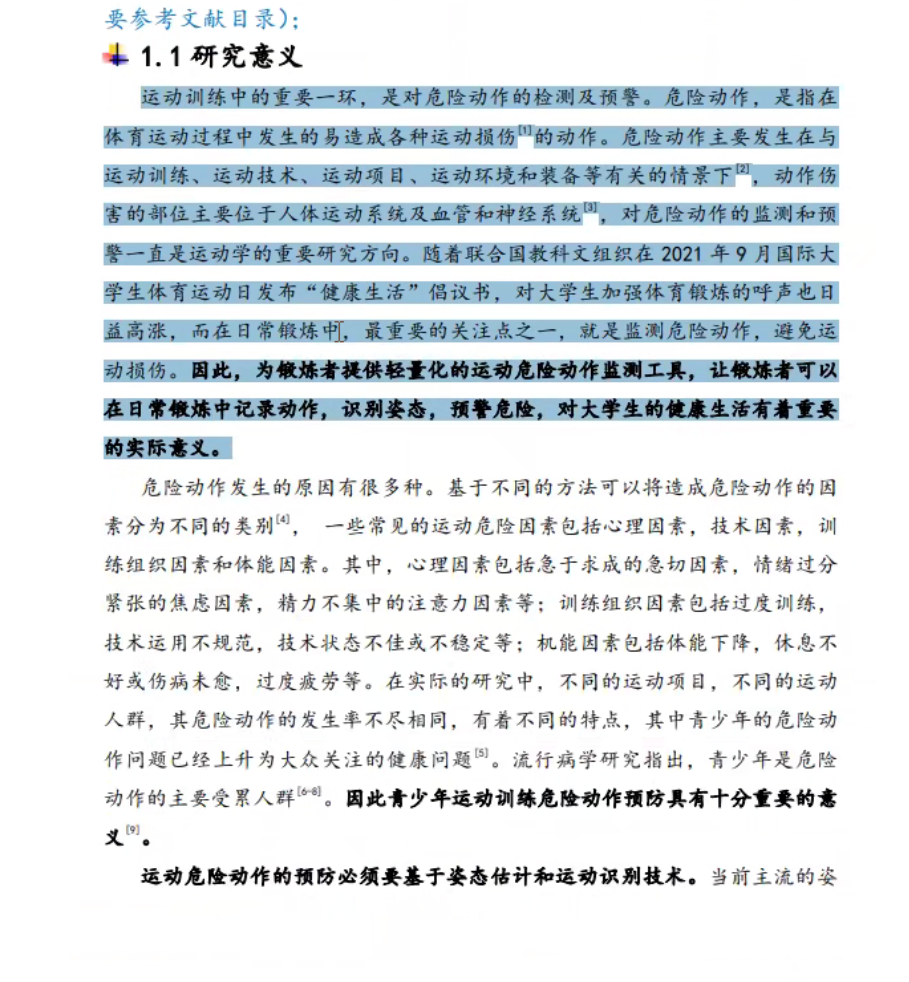 要参考文献目录）；
1.1 研究意义
运动训练中的重要一环，是对危险动作的检测及预警。危险动作，是指在
体育运动过程中发生的易造成各种运动损伤[1]的动作。危险动作主要发生在与
运动训练、运动技术、运动项目、运动环境和装备等有关的情景下[2]，动作伤
害的部位主要位于人体运动系统及血管和神经系统[3]，对危险动作的监测和预
警一直是运动学的重要研究方向。随着联合国教科文组织在 2021 年 9 月国际大
学生体育运动日发布“健康生活”倡议书，对大学生加强体育锻炼的呼声也日
益高涨，而在日常锻炼中，最重要的关注点之一，就是监测危险动作，避免运
动损伤。因此，为锻炼者提供轻量化的运动危险动作监测工具，让锻炼者可以
在日常锻炼中记录动作，识别姿态，预警危险，对大学生的健康生活有着重要
的实际意义。
危险动作发生的原因有很多种。基于不同的方法可以将造成危险动作的因
素分为不同的类别[4]， 一些常见的运动危险因素包括心理因素，技术因素，训
练组织因素和体能因素。其中，心理因素包括急于求成的急切因素，情绪过分
紧张的焦虑因素，精力不集中的注意力因素等；训练组织因素包括过度训练，
技术运用不规范，技术状态不佳或不稳定等；机能因素包括体能下降，休息不
好或伤病未愈，过度疲劳等。在实际的研究中，不同的运动项目，不同的运动
人群，其危险动作的发生率不尽相同，有着不同的特点，其中青少年的危险动
作问题已经上升为大众关注的健康问题[5]。流行病学研究指出，青少年是危险
动作的主要受累人群[6-8]。因此青少年运动训练危险动作预防具有十分重要的意
义[9]。
运动危险动作的预防必须要基于姿态估计和运动识别技术。当前主流的姿